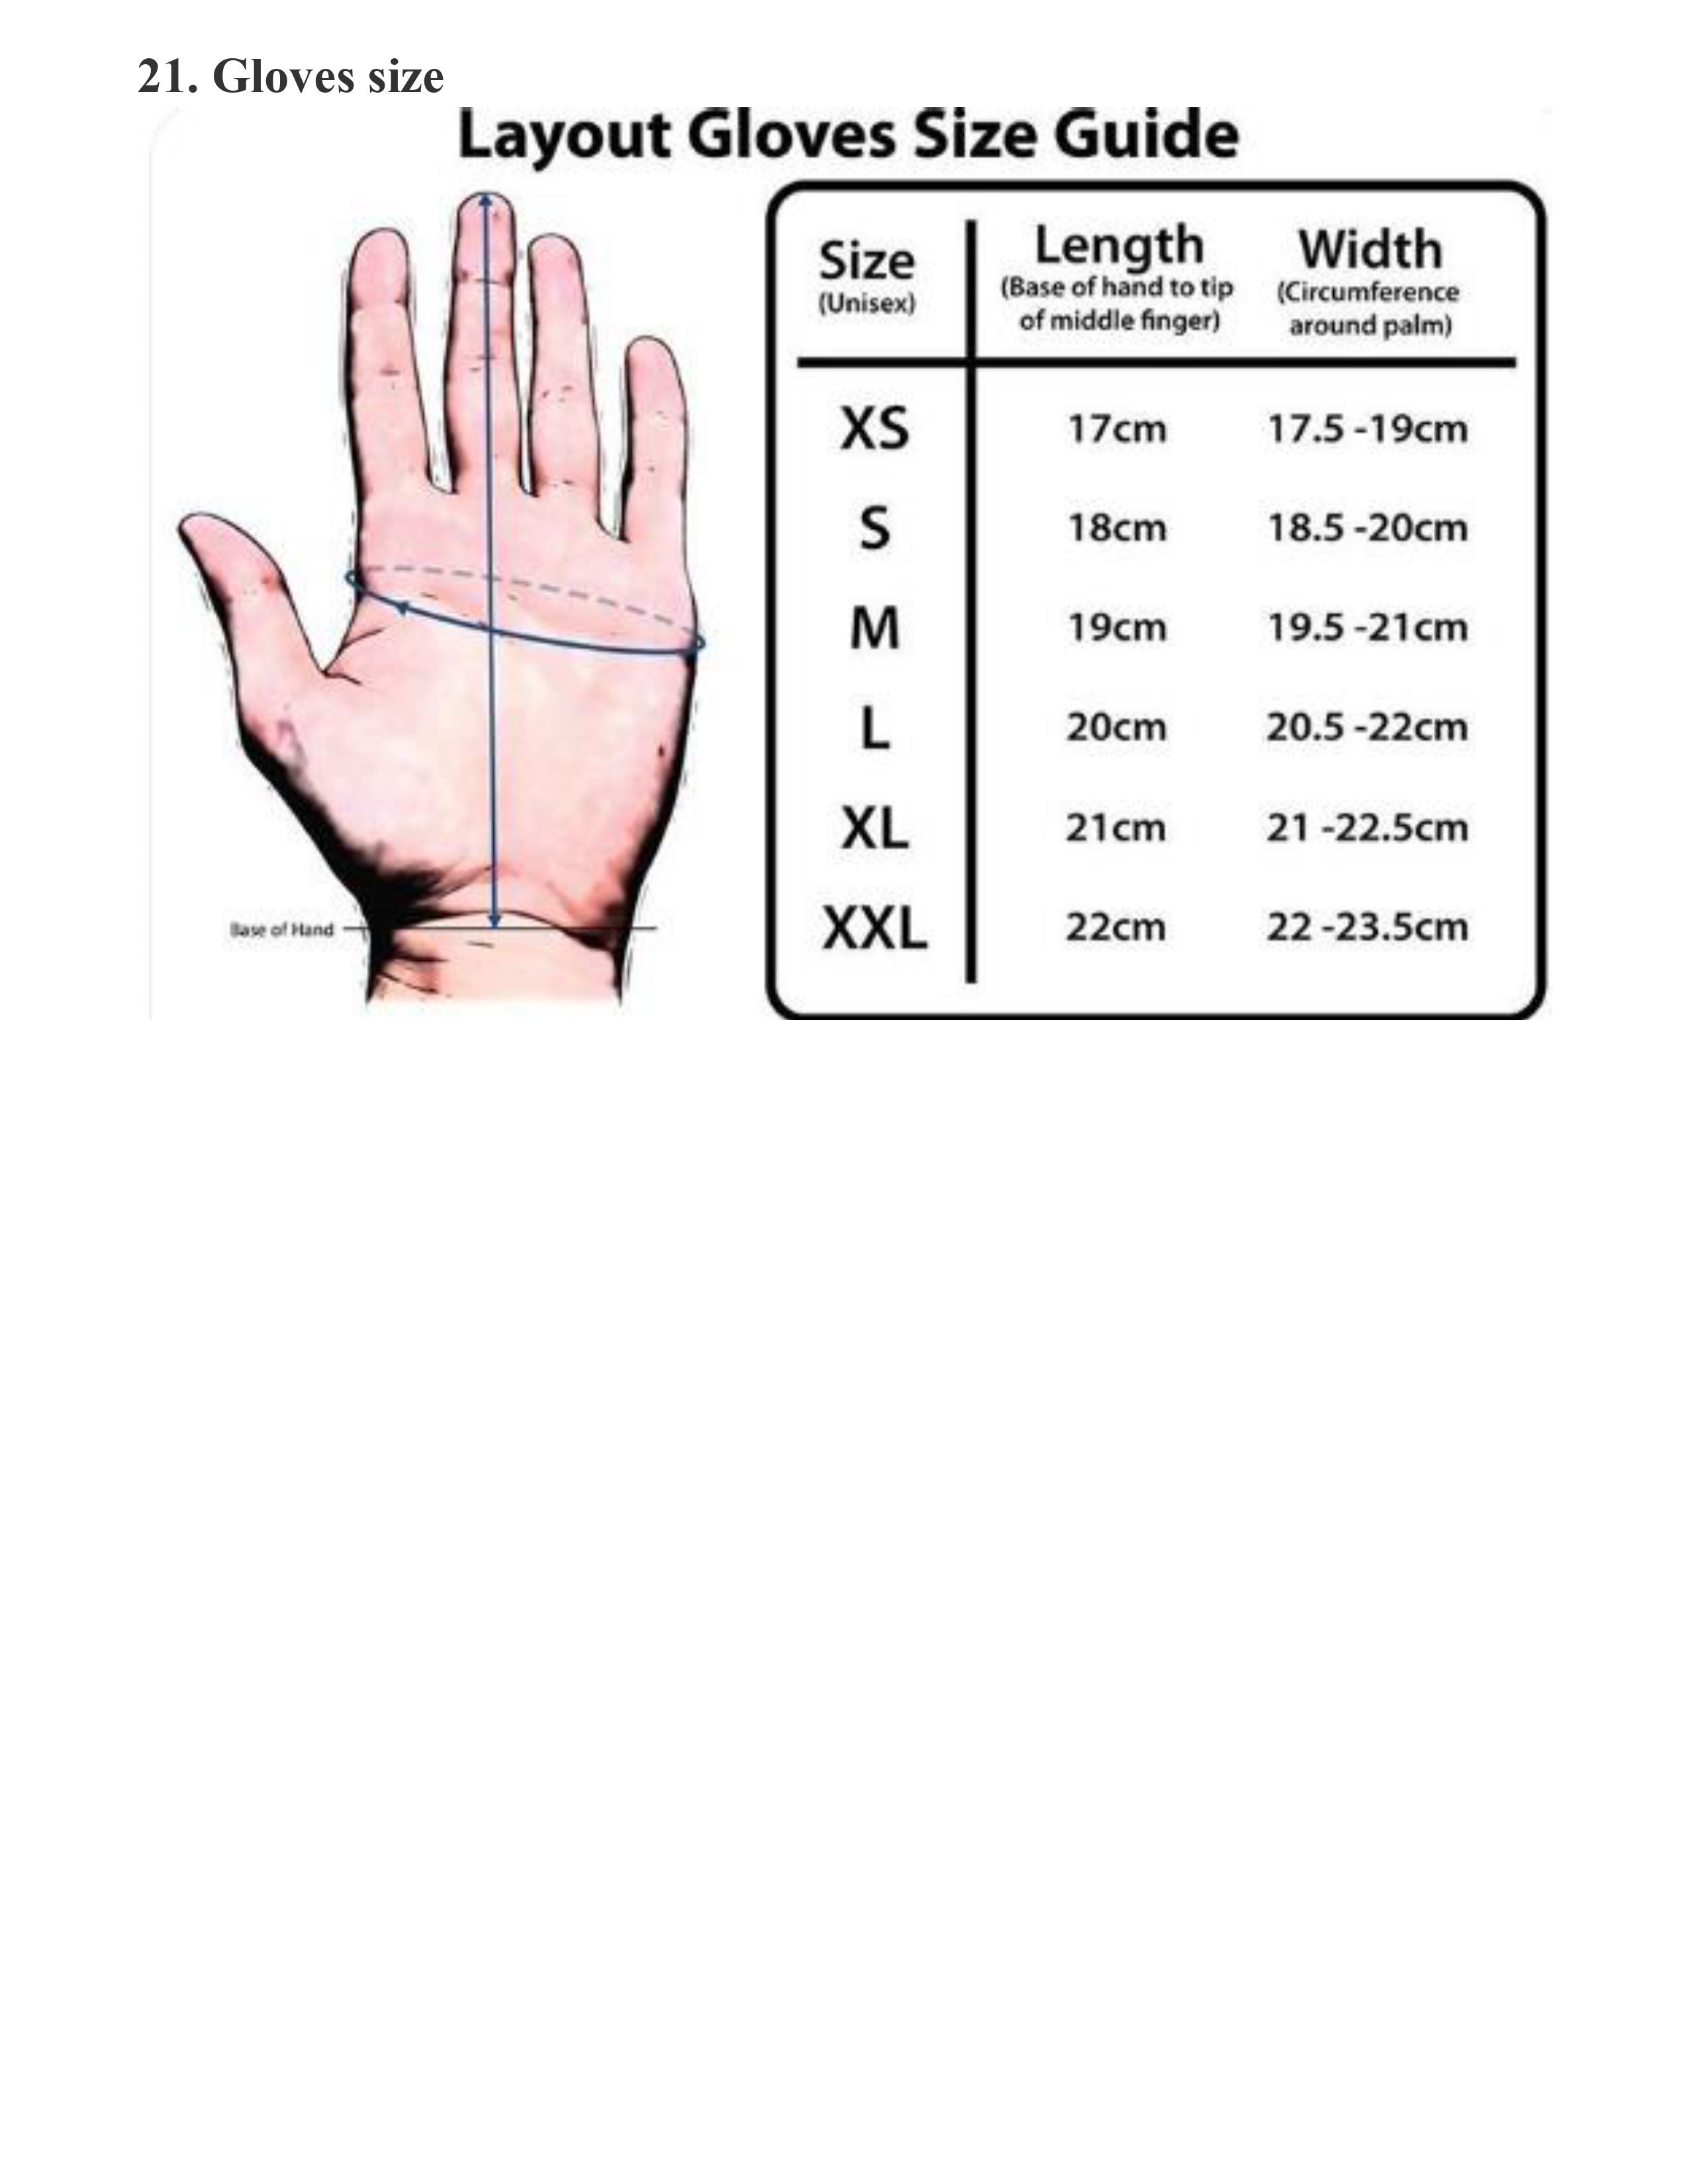 21. Gloves size
Layout Gloves Size Guide
Size
(Unisex)
Length
(Base of hand to tip
of middle finger)
Width
(Circumference
around palm)
XS 17cm 17.5 -19cm
S 18cm 18.5 -20cm
M 19cm 19.5 -21cm
L 20cm 20.5 -22cm
XL 21cm 21 -22.5cm
XXL 22cm 22 -23.5cm
Base of Hand